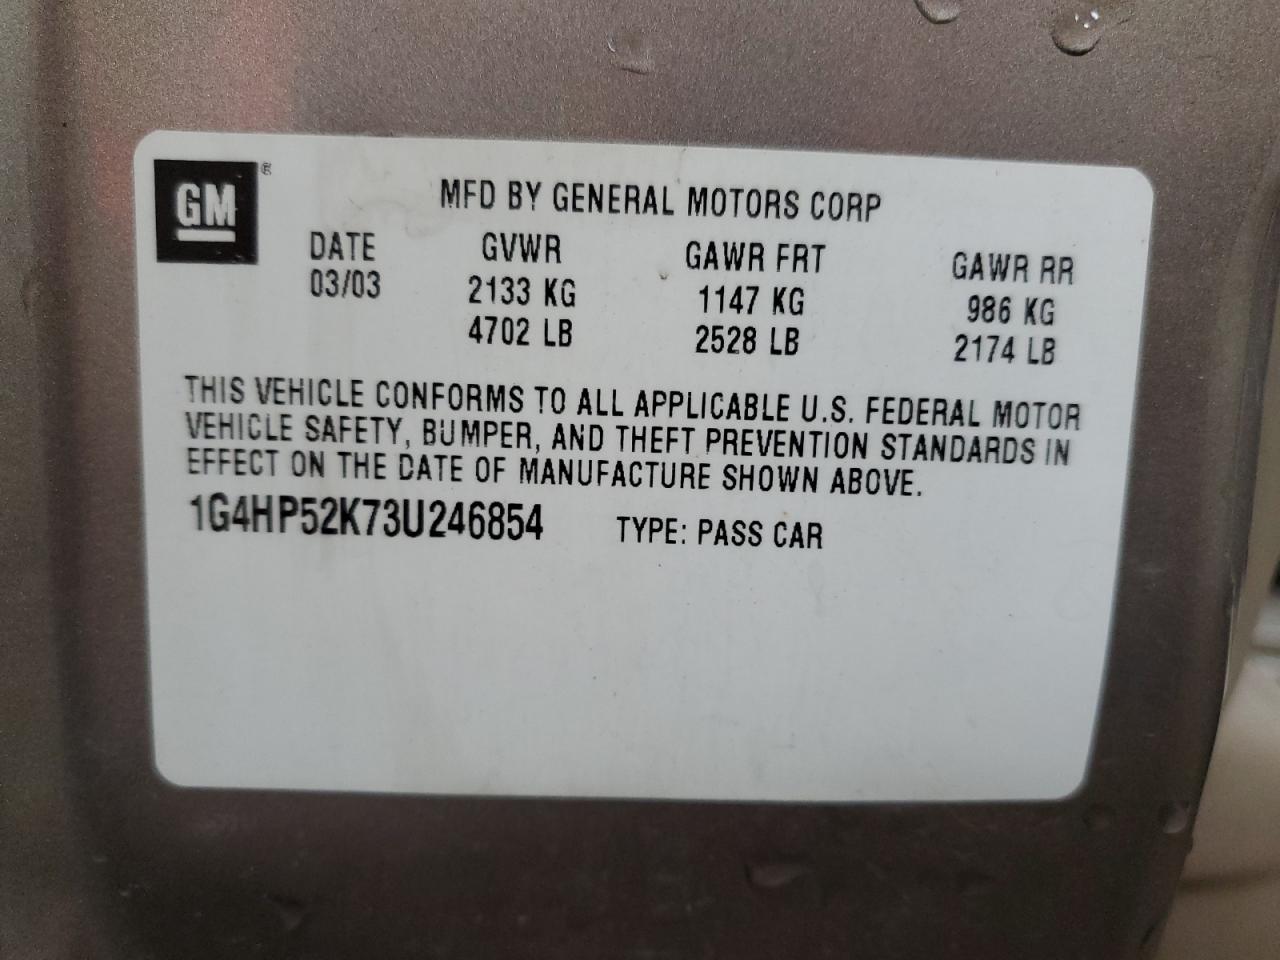 GM®
MFD BY GENERAL MOTORS CORP
DATE GVWR GAWR FRT GAWR RR
03/03 2133 KG 1147 KG 986 KG
4702 LB 2528 LB 2174 LB
THIS VEHICLE CONFORMS TO ALL APPLICABLE U.S. FEDERAL MOTOR
VEHICLE SAFETY, BUMPER, AND THEFT PREVENTION STANDARDS IN
EFFECT ON THE DATE OF MANUFACTURE SHOWN ABOVE.
1G4HP52K73U246854 TYPE: PASS CAR